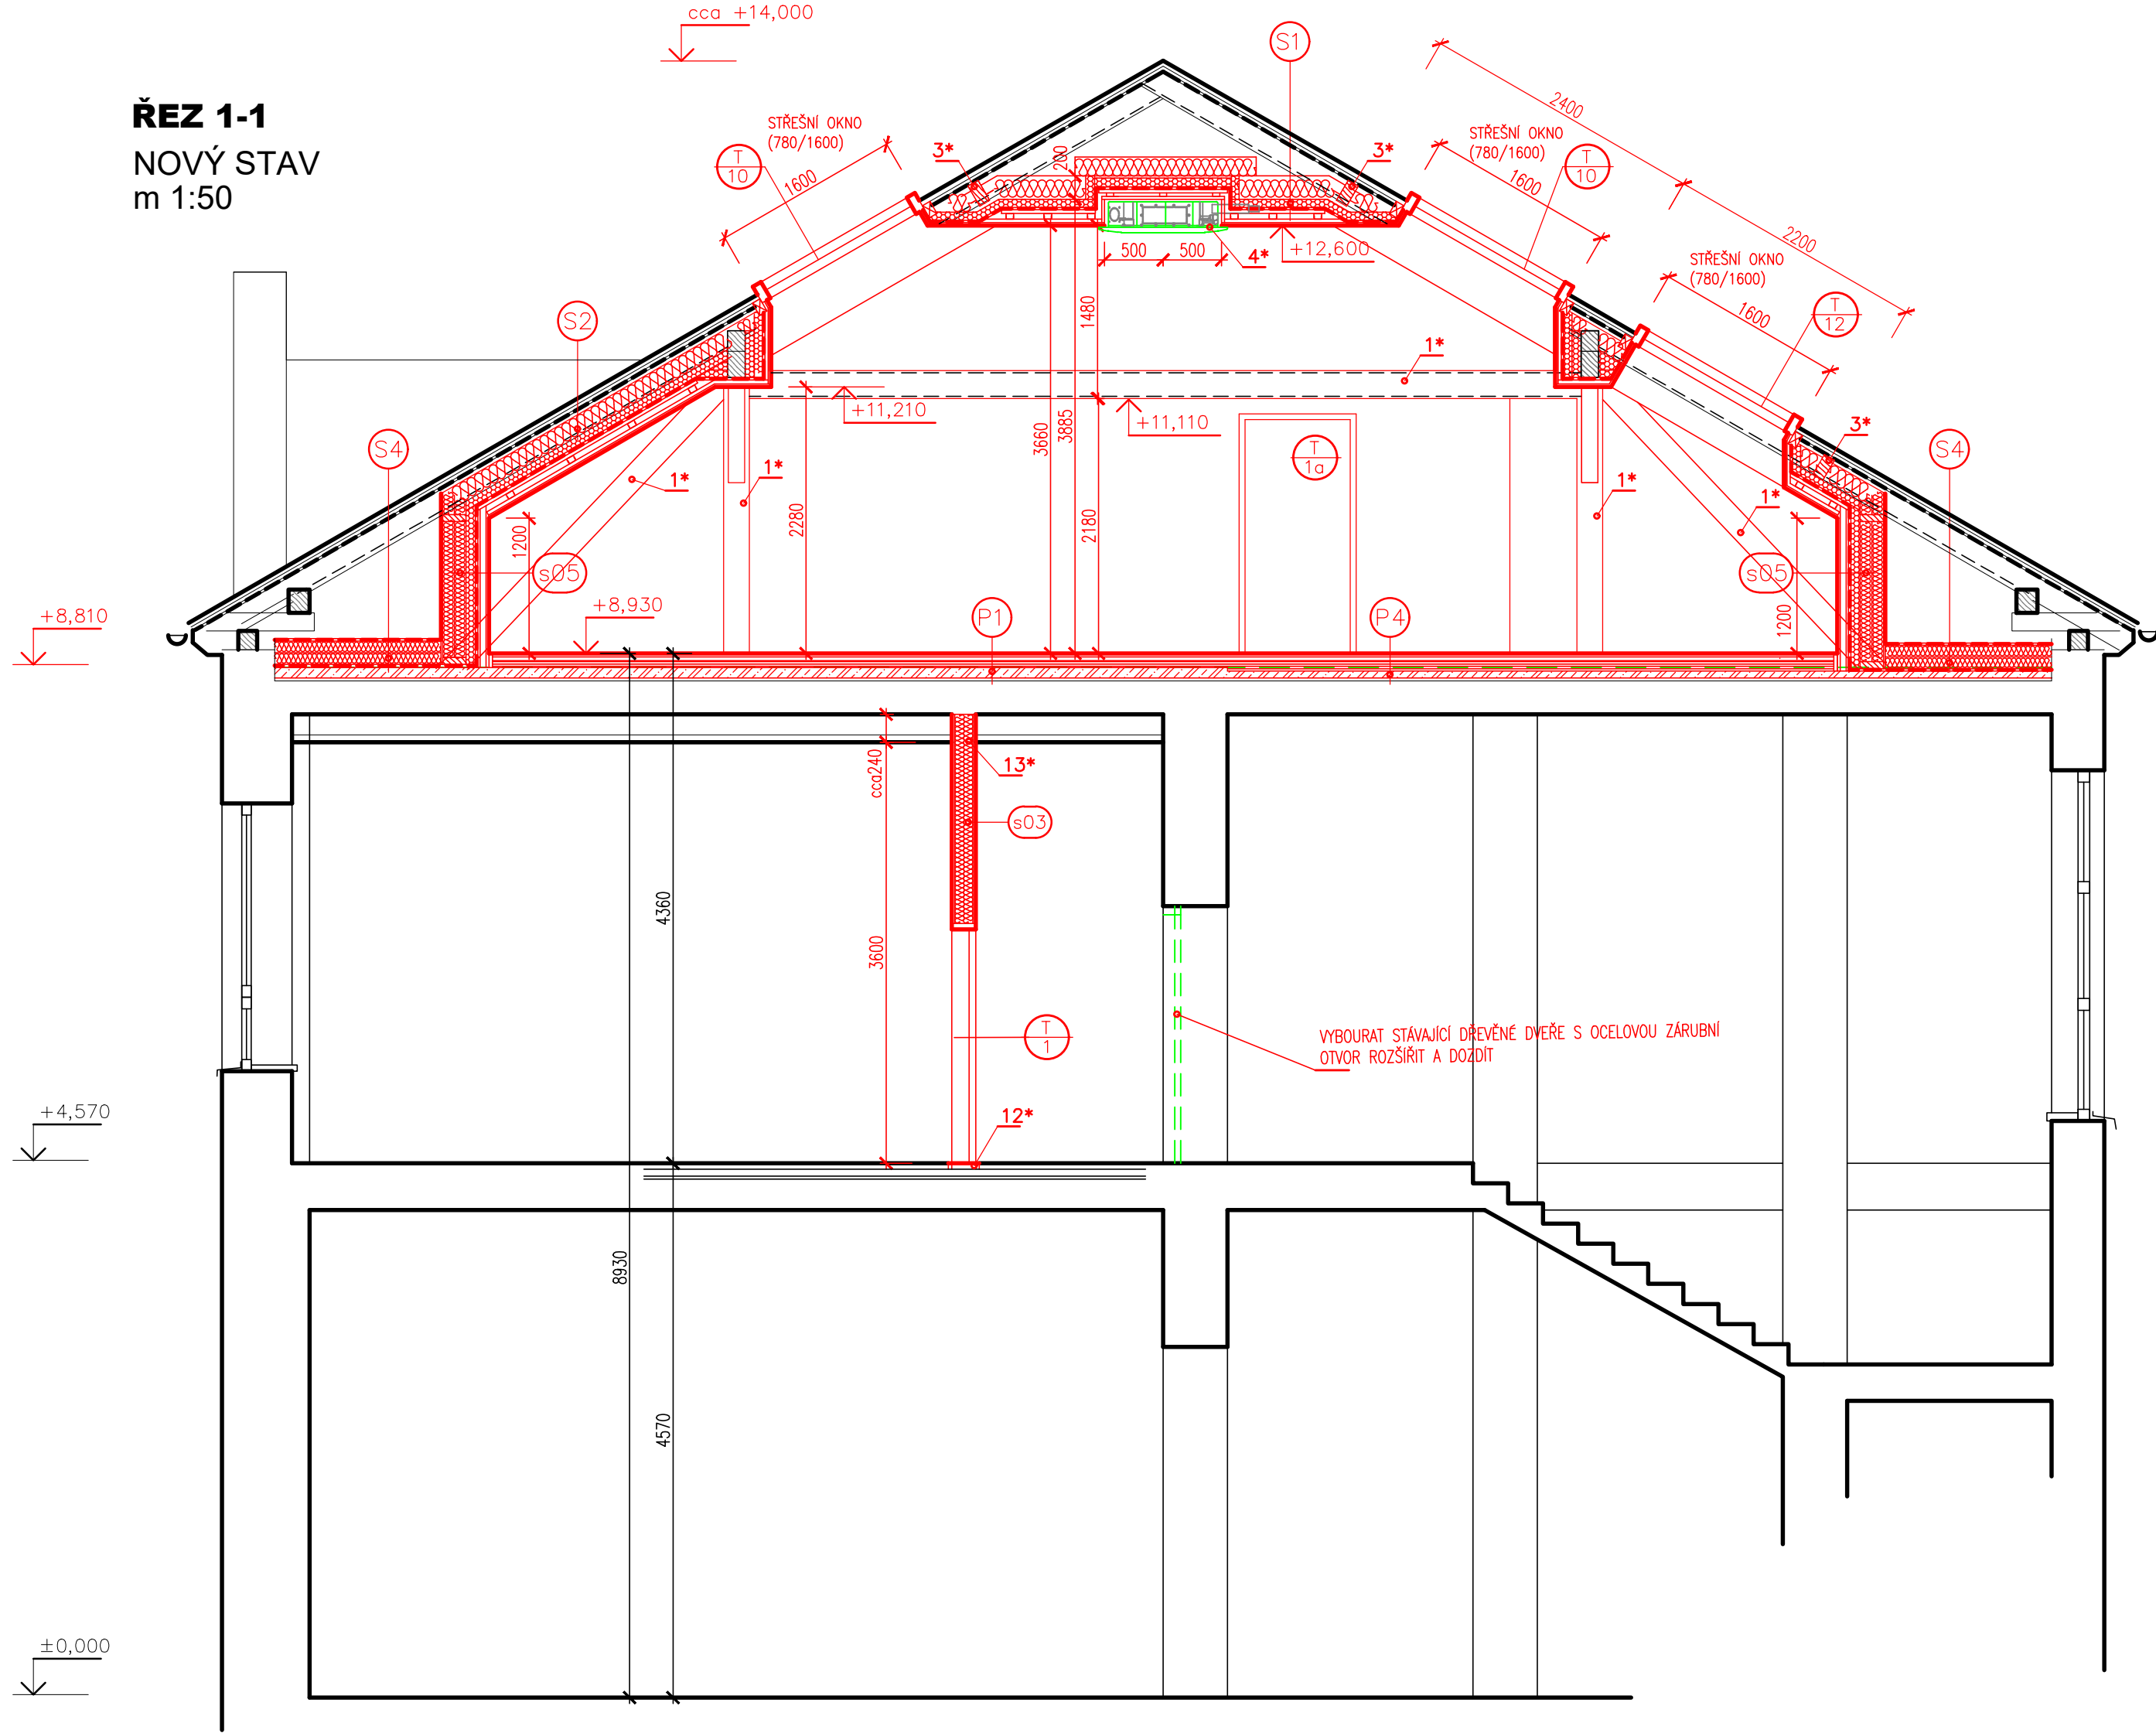 cca +14,000
S1
ŘEZ 1-1
NOVÝ STAV
m 1:50
STŘEŠNÍ OKNO
(780/1600)
T
10
1600
3*
200
3*
2400
STŘEŠNÍ OKNO
(780/1600)
T
10
1600
2200
STŘEŠNÍ OKNO
(780/1600)
T
12
1600
500
500
4*
+12,600
S2
1480
1*
+11,210
+11,110
3660
3885
S4
T
1a
3*
S4
1*
1*
1*
1*
1200
2280
2180
1200
s05
s05
+8,930
P1
P4
+8,810
cca240
13*
s03
4360
3600
T
1
VYBOURAT STÁVAJÍCÍ DŘEVĚNÉ DVEŘE S OCELOVOU ZÁRUBNÍ
OTVOR ROZŠÍŘIT A DOZDÍT
+4,570
12*
8930
4570
±0,000